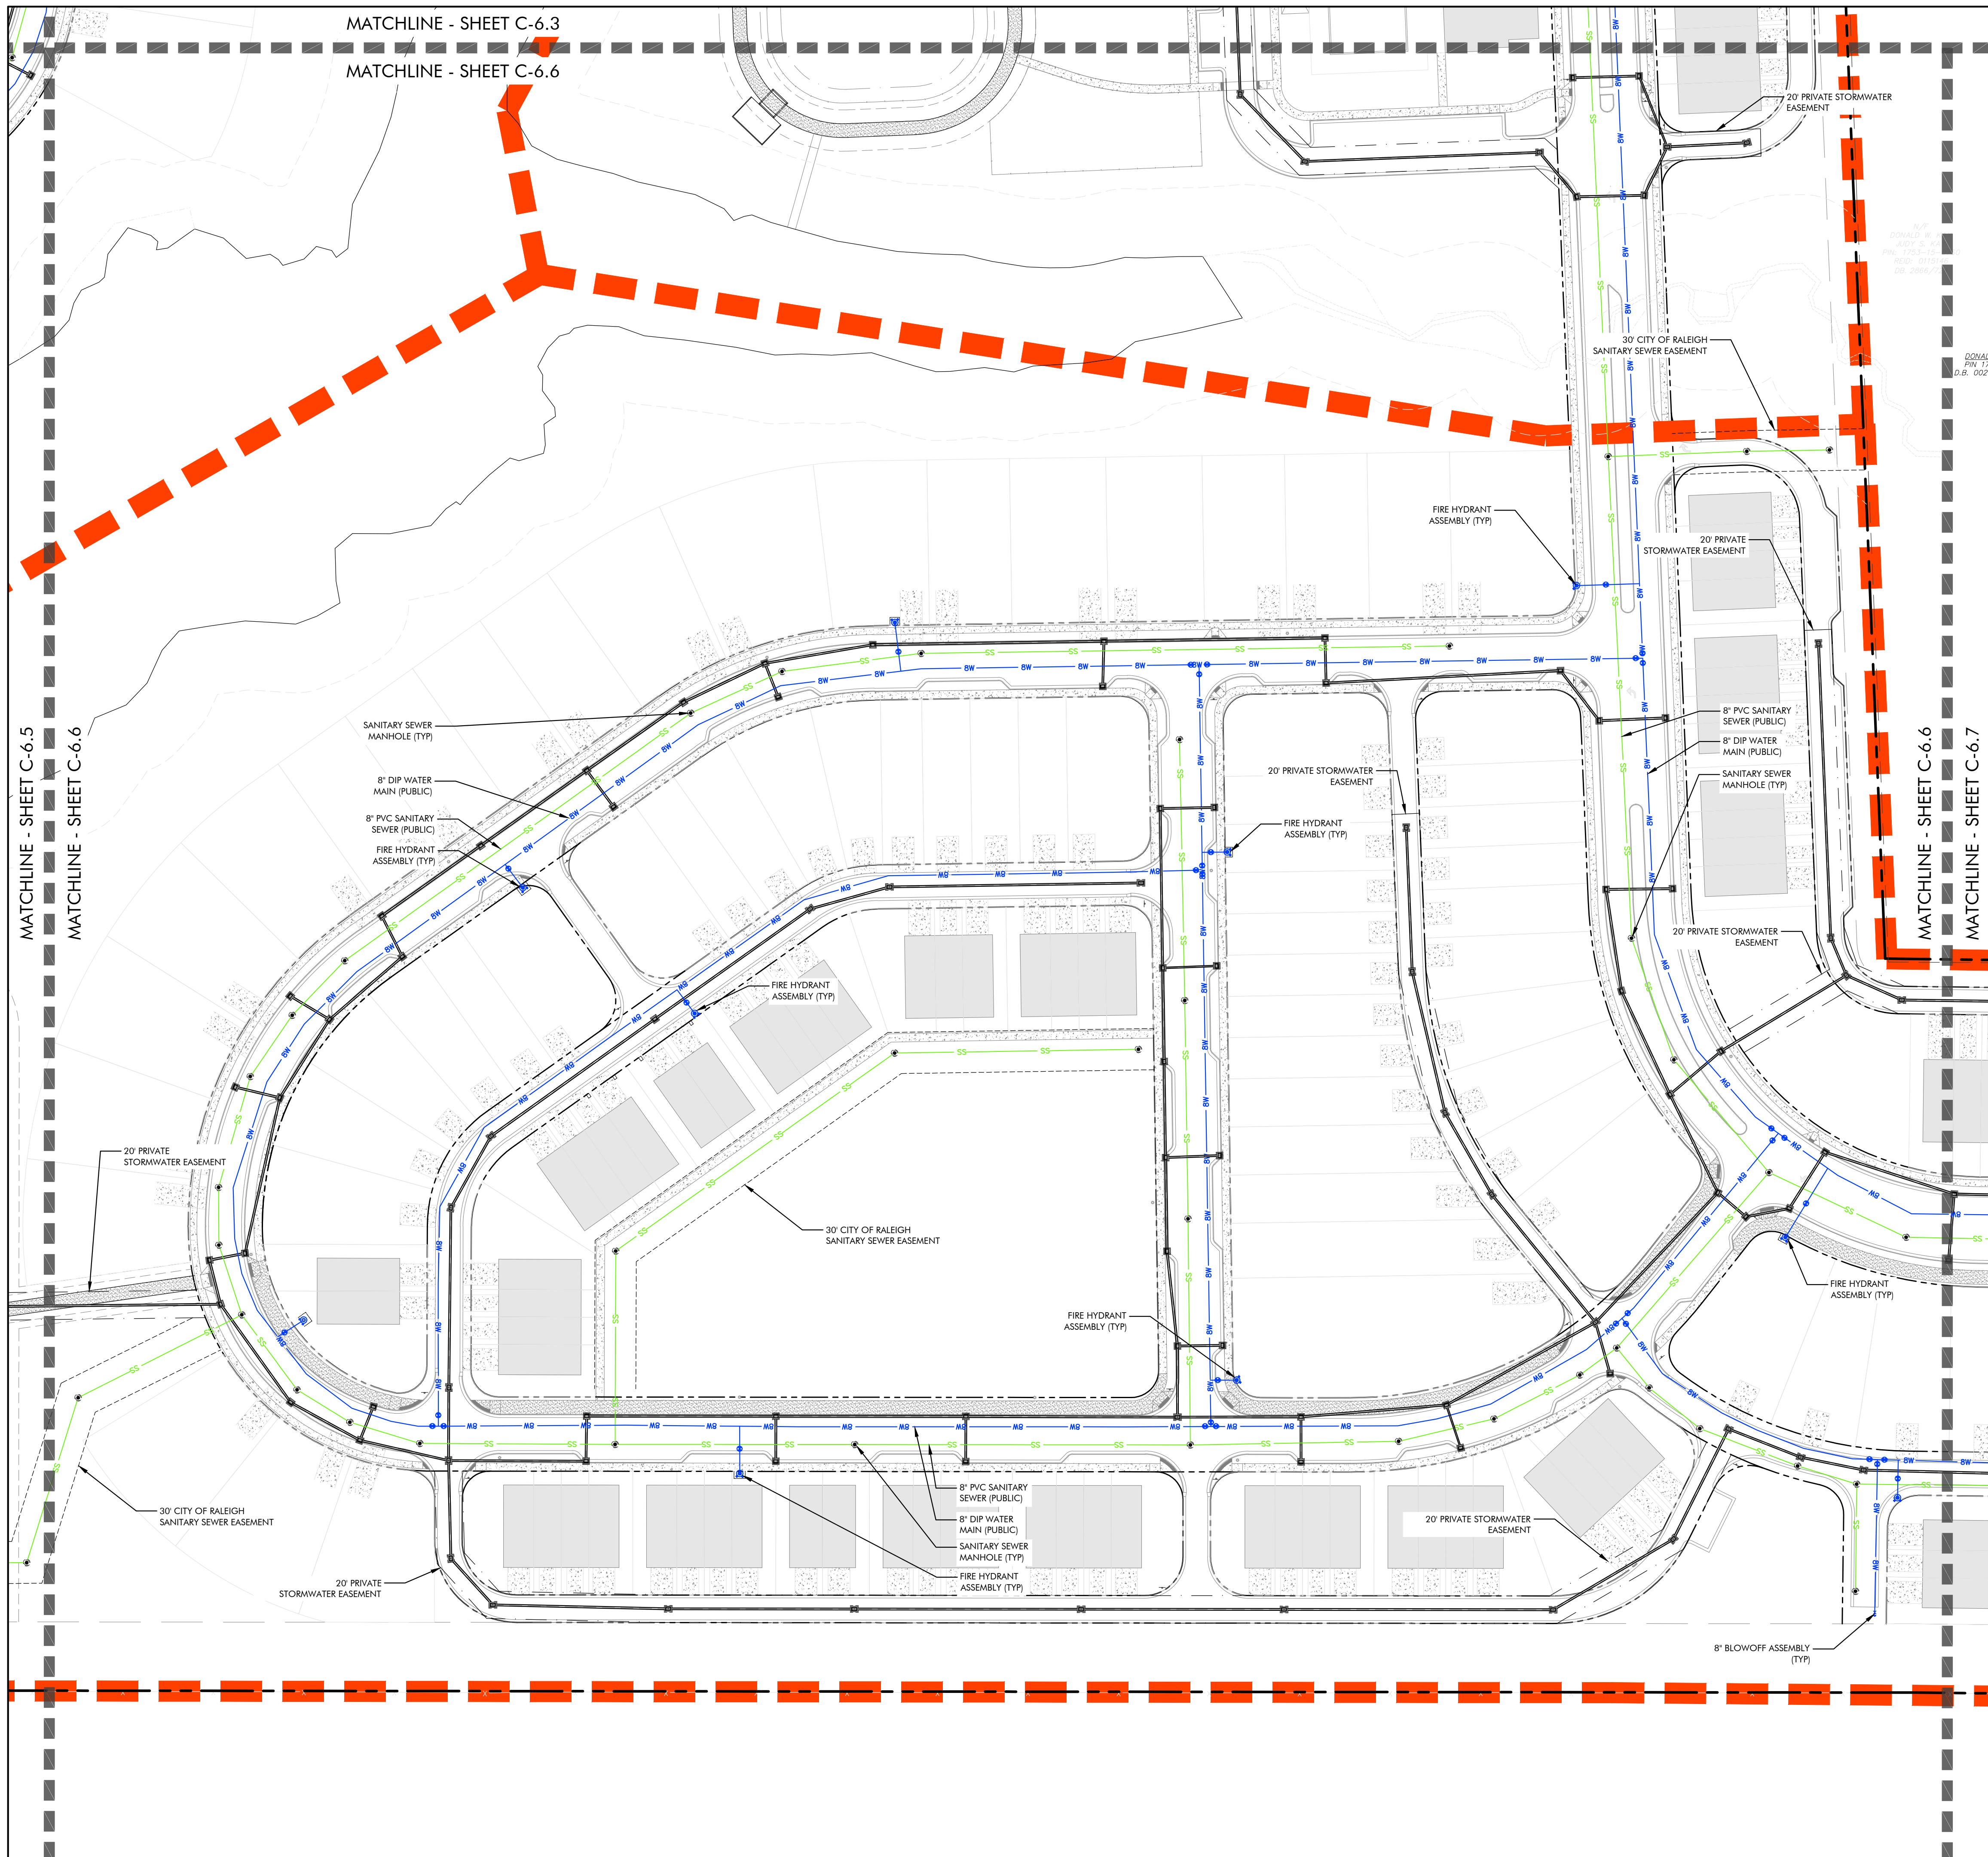 MATCHLINE - SHEET C-6.3
MATCHLINE - SHEET C-6.6
20' PRIVATE STORMWATER
EASEMENT
30' CITY OF RALEIGH
SANITARY SEWER EASEMENT
DONAL
PIN 17
D.B. 002
FIRE HYDRANT
ASSEMBLY (TYP)
20' PRIVATE
STORMWATER EASEMENT
SANITARY SEWER
MANHOLE (TYP)
8" DIP WATER
MAIN (PUBLIC)
8" PVC SANITARY
SEWER (PUBLIC)
FIRE HYDRANT
ASSEMBLY (TYP)
20' PRIVATE STORMWATER
EASEMENT
FIRE HYDRANT
ASSEMBLY (TYP)
8" PVC SANITARY
SEWER (PUBLIC)
8" DIP WATER
MAIN (PUBLIC)
SANITARY SEWER
MANHOLE (TYP)
MATCHLINE - SHEET C-6.5
MATCHLINE - SHEET C-6.6
MATCHLINE - SHEET C-6.6
MATCHLINE - SHEET C-6.7
20' PRIVATE STORMWATER
EASEMENT
FIRE HYDRANT
ASSEMBLY (TYP)
20' PRIVATE
STORMWATER EASEMENT
30' CITY OF RALEIGH
SANITARY SEWER EASEMENT
FIRE HYDRANT
ASSEMBLY (TYP)
FIRE HYDRANT
ASSEMBLY (TYP)
30' CITY OF RALEIGH
SANITARY SEWER EASEMENT
8" PVC SANITARY
SEWER (PUBLIC)
8" DIP WATER
MAIN (PUBLIC)
SANITARY SEWER
MANHOLE (TYP)
FIRE HYDRANT
ASSEMBLY (TYP)
20' PRIVATE STORMWATER
EASEMENT
20' PRIVATE
STORMWATER EASEMENT
8" BLOWOFF ASSEMBLY
(TYP)
8W
SS